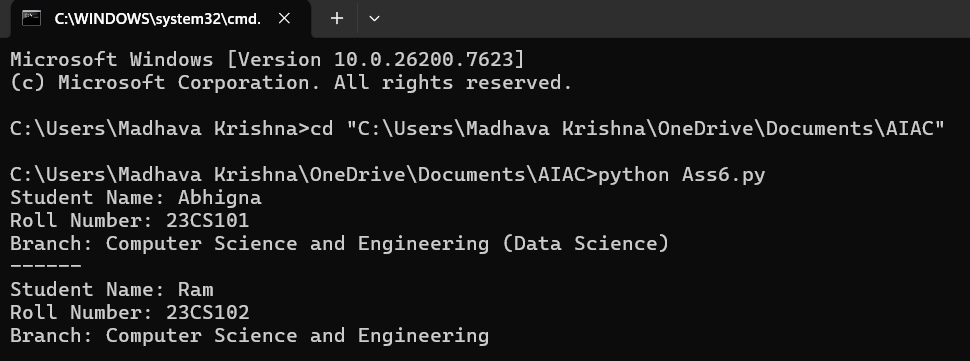 C:\WINDOWS\system32\cmd.
Microsoft Windows [Version 10.0.26200.7623]
(c) Microsoft Corporation. All rights reserved.
C:\Users\Madhava Krishna>cd "C:\Users\Madhava Krishna\OneDrive\Documents\AIAC"
C:\Users\Madhava Krishna\OneDrive\Documents\AIAC>python Ass6.py
Student Name: Abhigna
Roll Number: 23CS101
Branch: Computer Science and Engineering (Data Science)
------
Student Name: Ram
Roll Number: 23CS102
Branch: Computer Science and Engineering